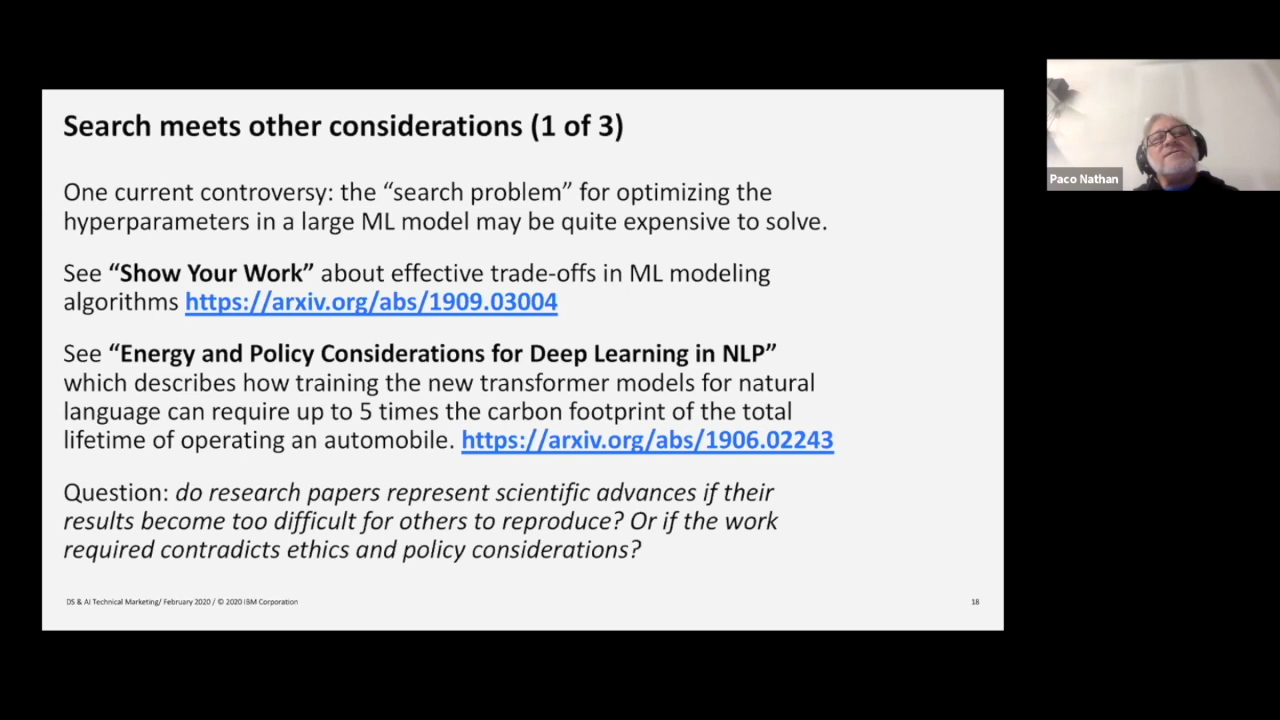 Search meets other considerations (1 of 3)
One current controversy: the “search problem” for optimizing the
hyperparameters in a large ML model may be quite expensive to solve.
See “Show Your Work” about effective trade-offs in ML modeling
algorithms https://arxiv.org/abs/1909.03004
See “Energy and Policy Considerations for Deep Learning in NLP”
which describes how training the new transformer models for natural
language can require up to 5 times the carbon footprint of the total
lifetime of operating an automobile. https://arxiv.org/abs/1906.02243
Question: do research papers represent scientific advances if their
results become too difficult for others to reproduce? Or if the work
required contradicts ethics and policy considerations?
DS & AI Technical Marketing/ February 2020 / © 2020 IBM Corporation
18
Paco Nathan